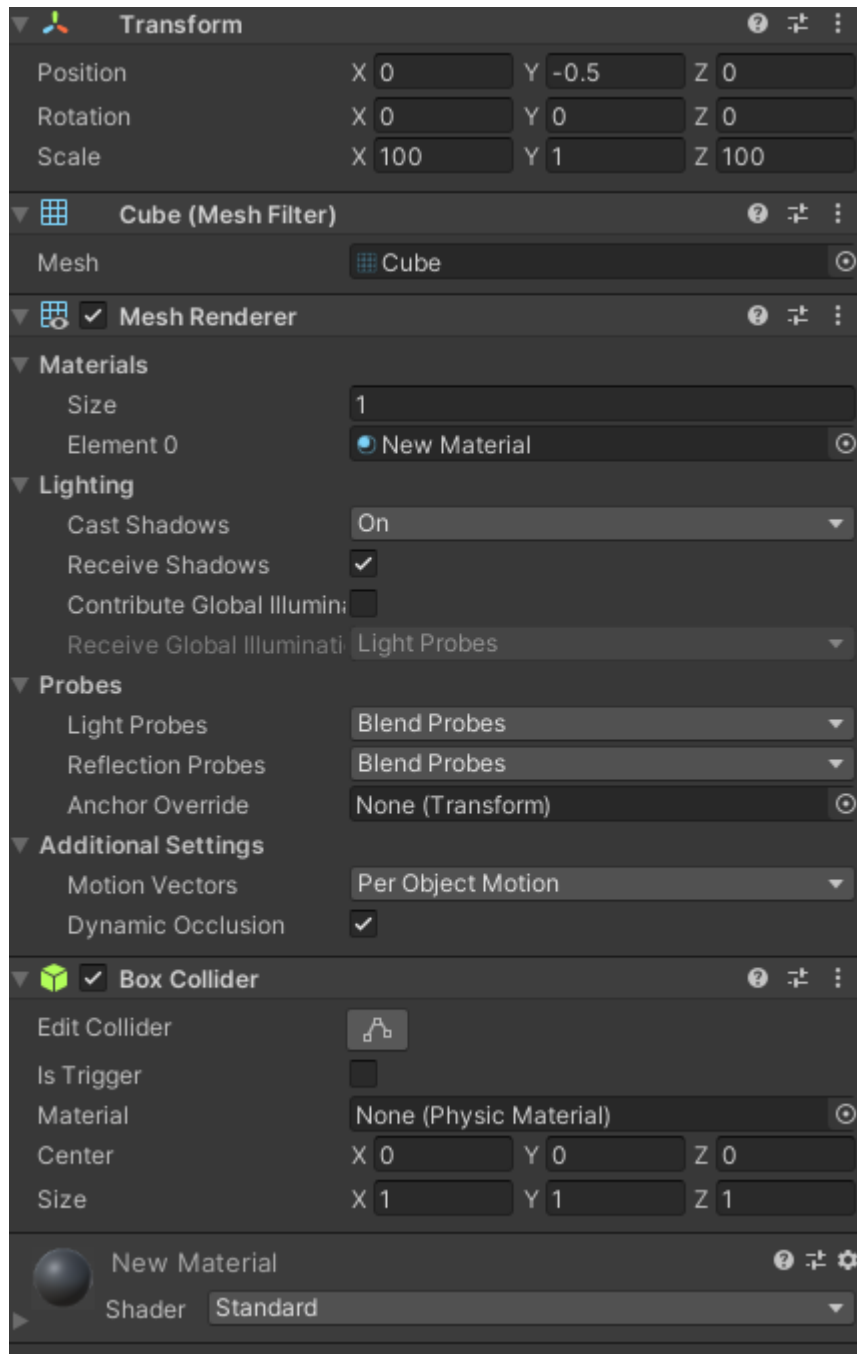 Transform
Position X 0 Y -0.5 Z 0
Rotation X 0 Y 0 Z 0
Scale X 100 Y 1 Z 100
Cube (Mesh Filter)
Mesh Cube
Mesh Renderer
Materials
Size 1
Element 0 New Material
Lighting
Cast Shadows On
Receive Shadows
Contribute Global Illumin
Receive Global Illuminati Light Probes
Probes
Light Probes Blend Probes
Reflection Probes Blend Probes
Anchor Override None (Transform)
Additional Settings
Motion Vectors Per Object Motion
Dynamic Occlusion
Box Collider
Edit Collider
Is Trigger
Material None (Physic Material)
Center X 0 Y 0 Z 0
Size X 1 Y 1 Z 1
New Material
Shader Standard